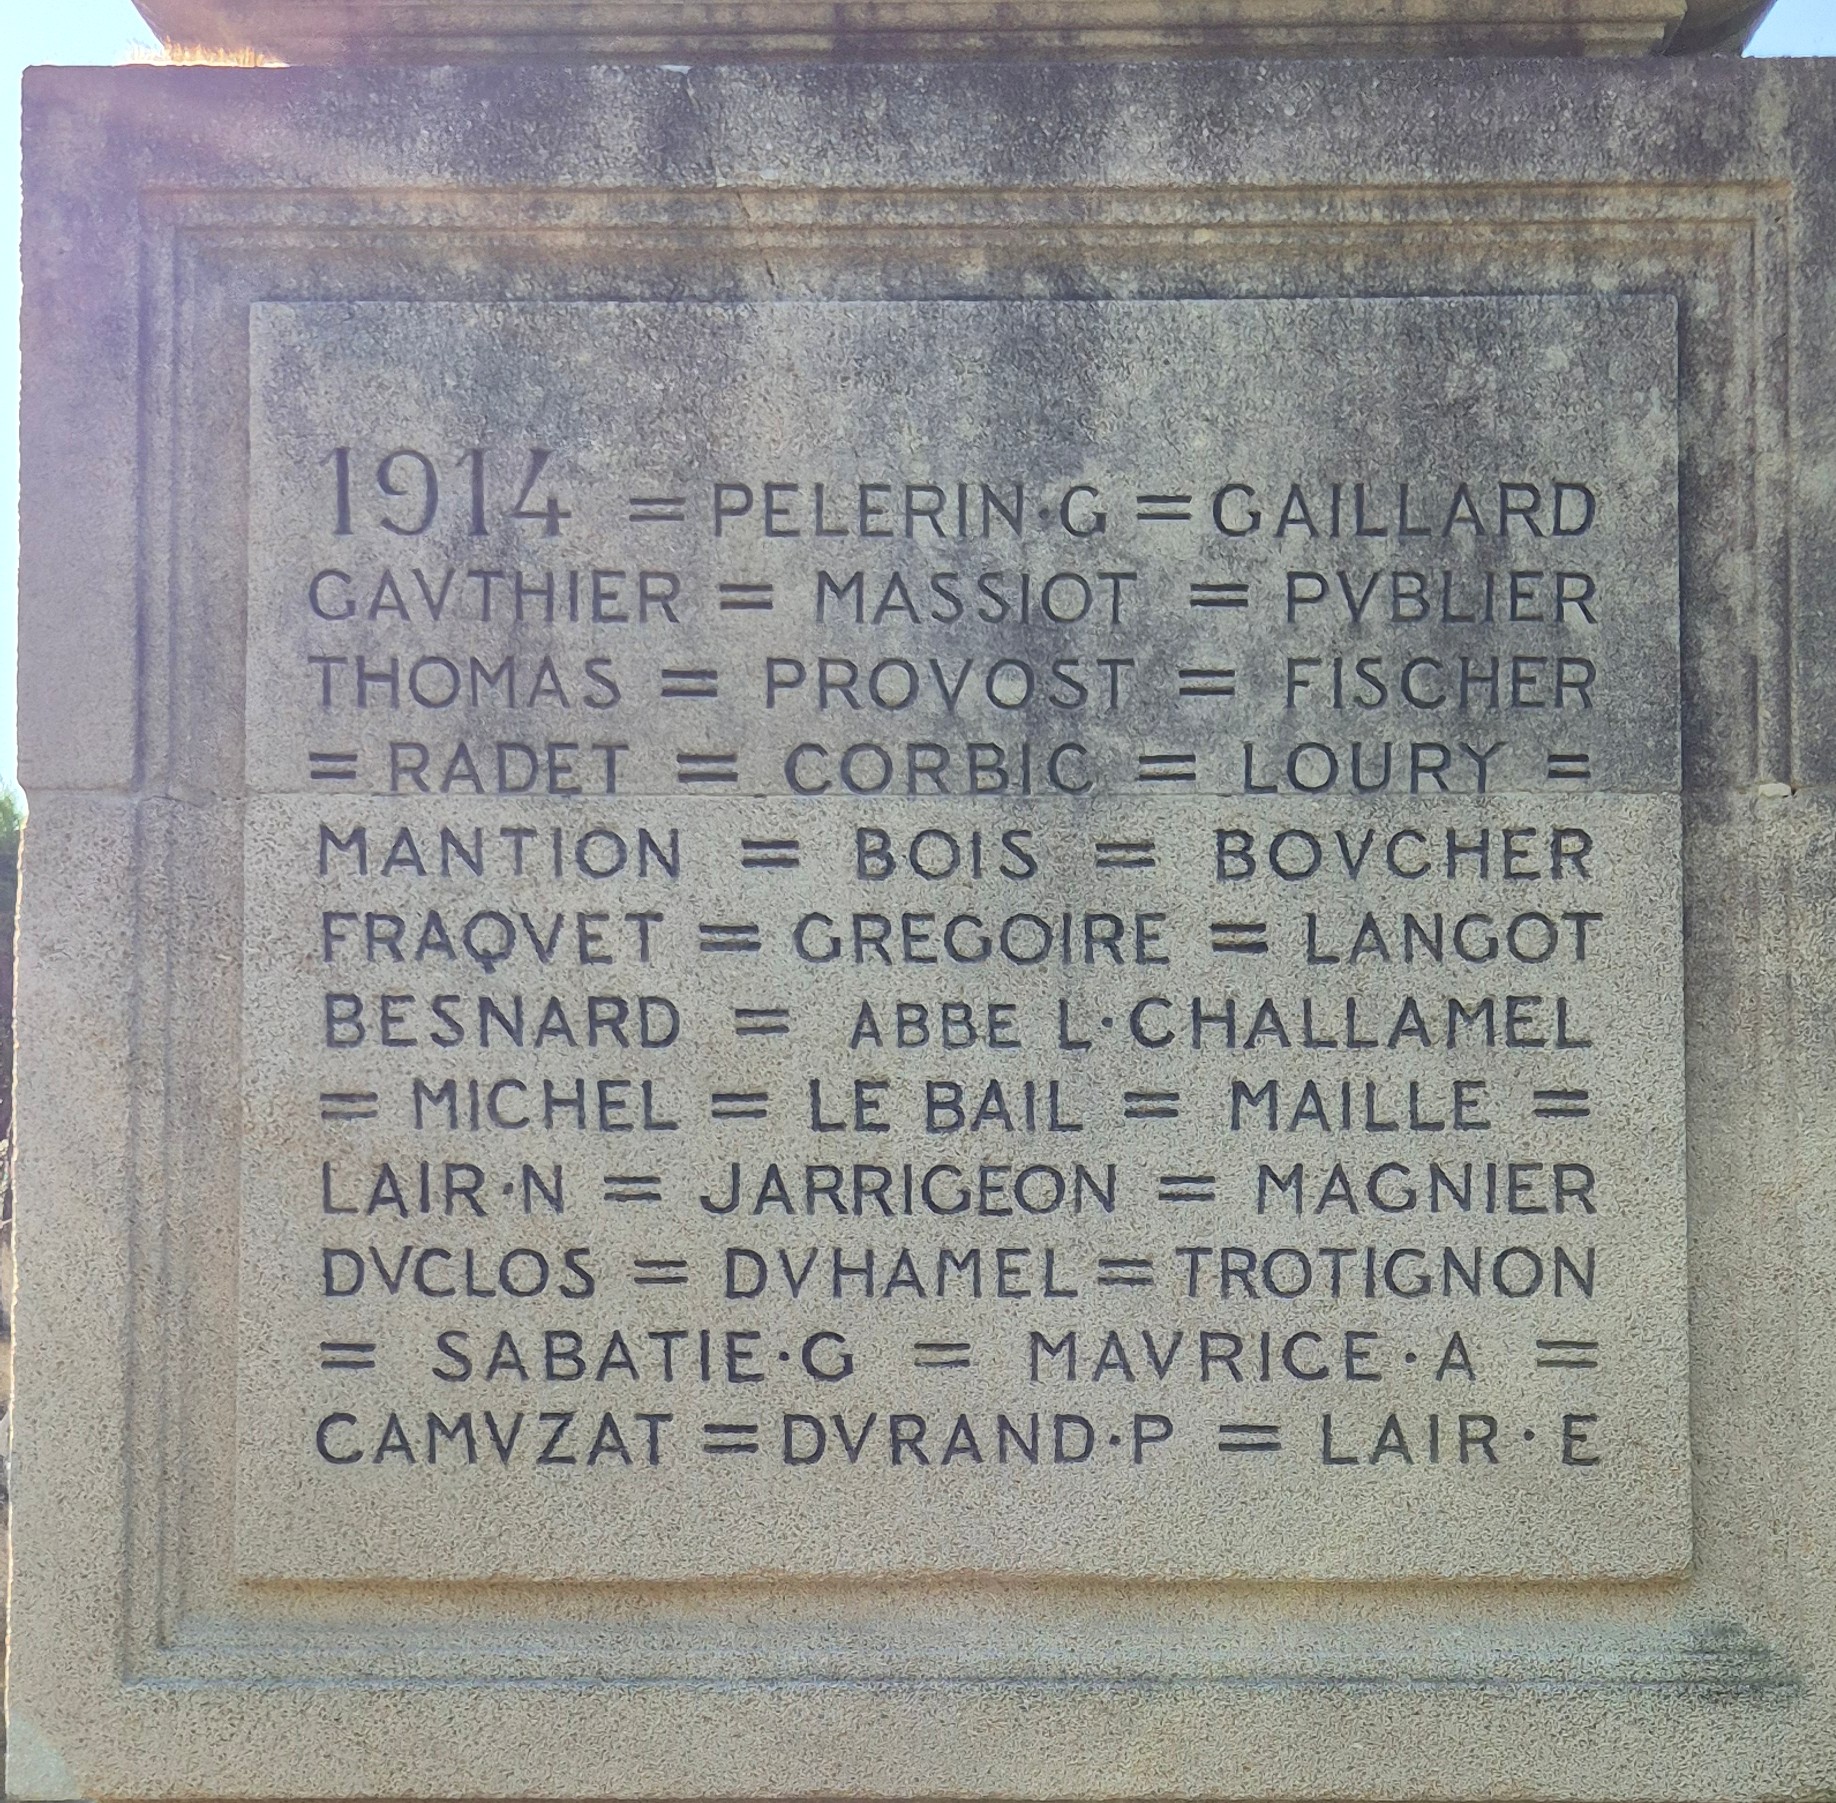 1914 = PELERIN·G = GAILLARD
GAVTHIER = MASSIOT = PVBLIER
THOMAS = PROVOST = FISCHER
= RADET = CORBIC = LOURY =
MANTION = BOIS = BOVCHER
FRAQVET = GREGOIRE = LANGOT
BESNARD = ABBE L·CHALLAMEL
= MICHEL = LE BAIL = MAILLE =
LAIR·N = JARRIGEON = MAGNIER
DVCLOS = DVHAMEL = TROTIGNON
= SABATIE·G = MAVRICE·A =
CAMVZAT = DVRAND·P = LAIR·E